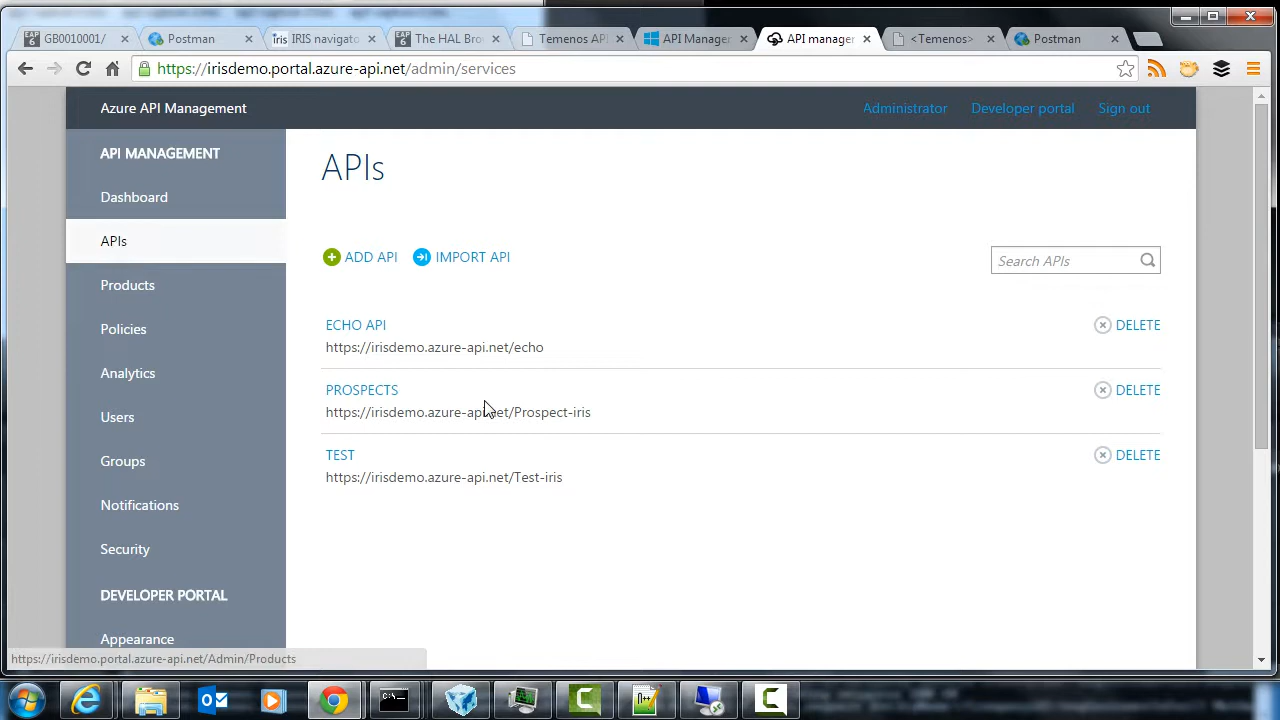 GB0010001/
Postman
IRIS navigato
The HAL Bro
Temenos API
API Manager
API manager
<Temenos>
Postman
https://irisdemo.portal.azure-api.net/admin/services
Azure API Management
Administrator
Developer portal
Sign out
API MANAGEMENT
Dashboard
APIs
Products
Policies
Analytics
Users
Groups
Notifications
Security
DEVELOPER PORTAL
Appearance
APIs
ADD API
IMPORT API
Search APIs
ECHO API
DELETE
https://irisdemo.azure-api.net/echo
PROSPECTS
DELETE
https://irisdemo.azure-api.net/Prospect-iris
TEST
DELETE
https://irisdemo.azure-api.net/Test-iris
https://irisdemo.portal.azure-api.net/Admin/Products